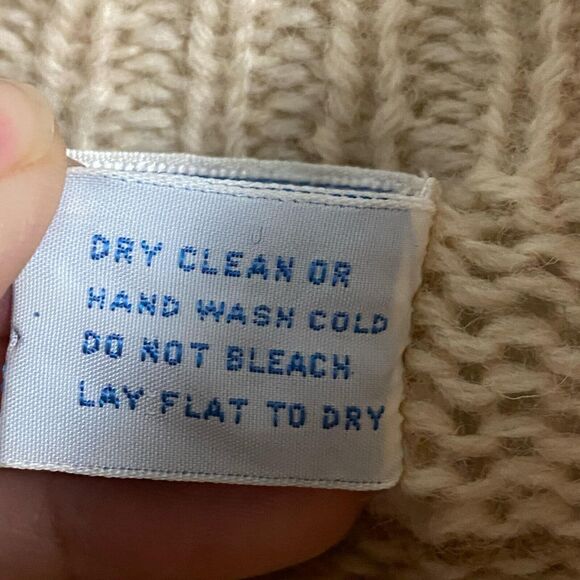 DRY CLEAN OR
HAND WASH COLD
DO NOT BLEACH
LAY FLAT TO DRY